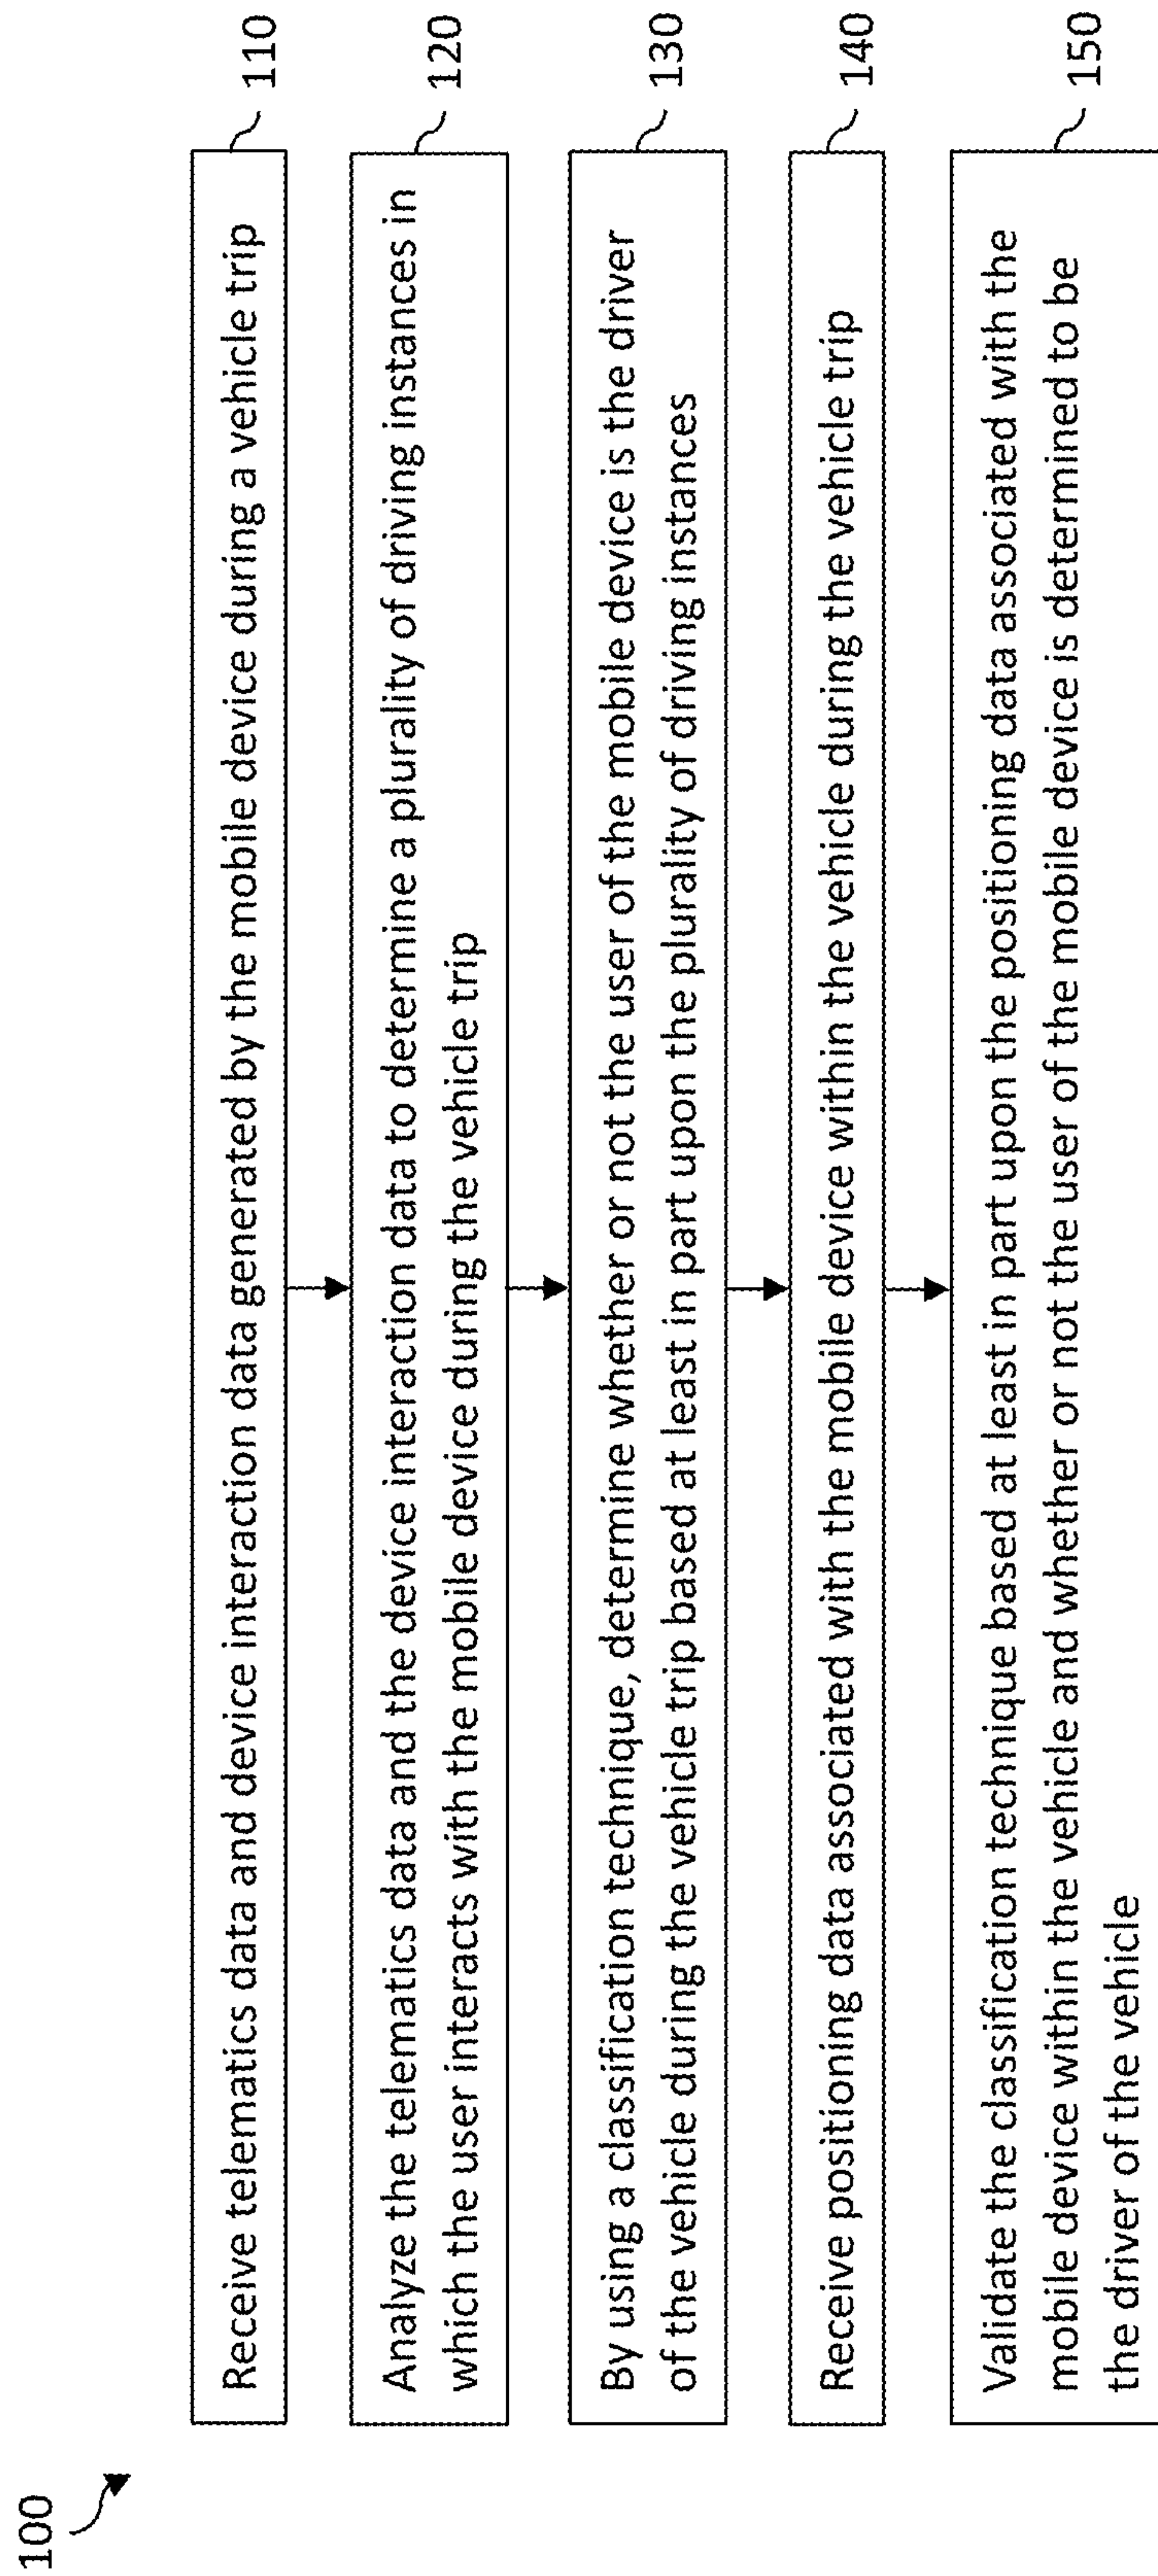 100
Receive telematics data and device interaction data generated by the mobile device during a vehicle trip
110
Analyze the telematics data and the device interaction data to determine a plurality of driving instances in
which the user interacts with the mobile device during the vehicle trip
120
By using a classification technique, determine whether or not the user of the mobile device is the driver
of the vehicle during the vehicle trip based at least in part upon the plurality of driving instances
130
Receive positioning data associated with the mobile device within the vehicle during the vehicle trip
140
Validate the classification technique based at least in part upon the positioning data associated with the
mobile device within the vehicle and whether or not the user of the mobile device is determined to be
the driver of the vehicle
150